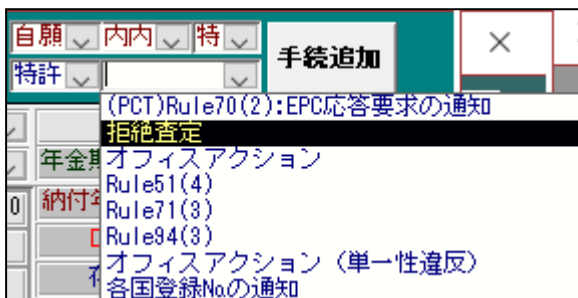 自願 内内 特
特許
手続追加
(PCT)Rule70(2):EPC応答要求の通知
拒絶査定
オフィスアクション
Rule51(4)
Rule71(3)
Rule94(3)
オフィスアクション（単一性違反）
各国登録No.の通知
年金期
納付年
0